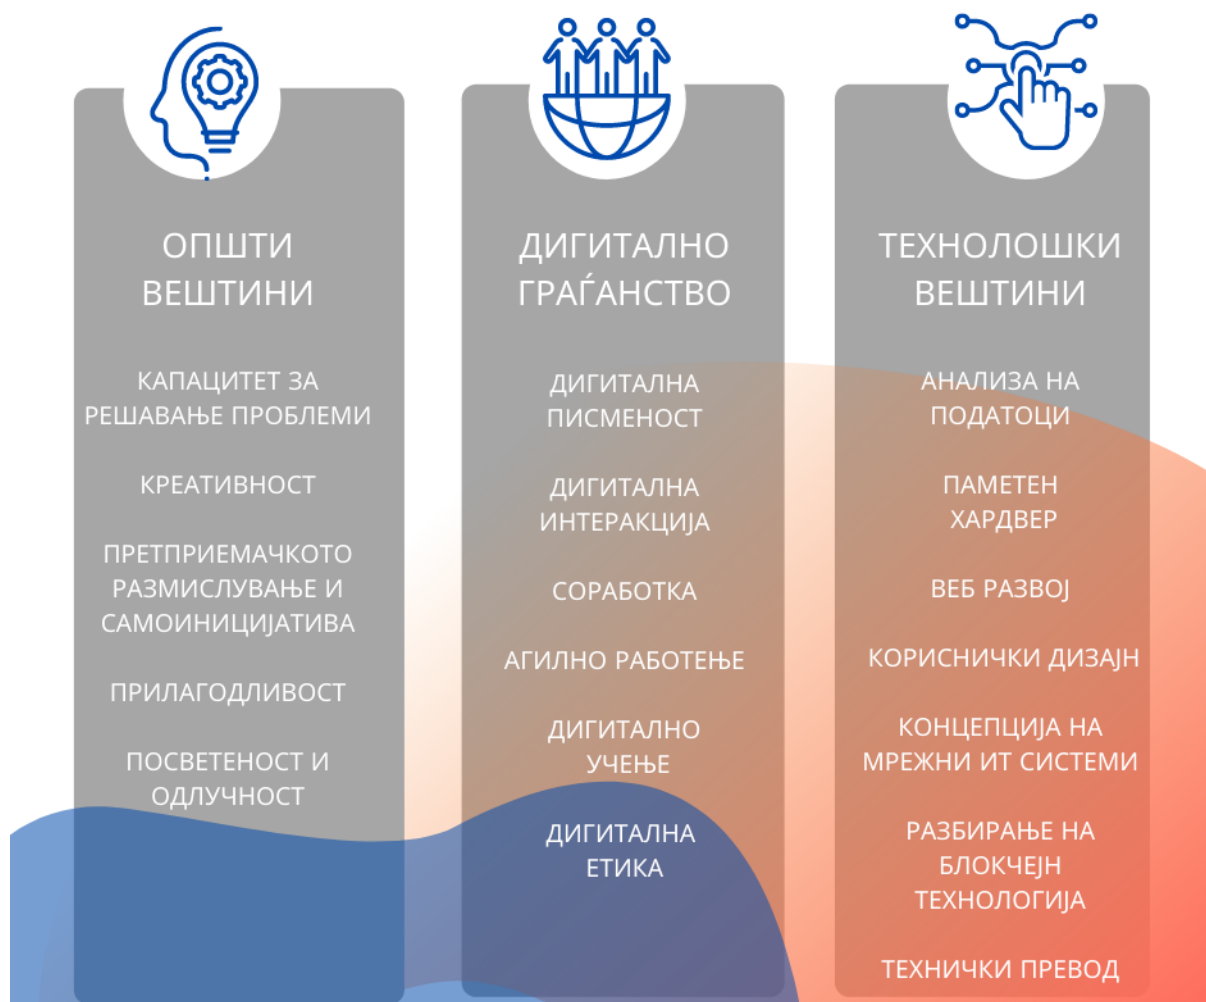 ОПШТИ
ВЕШТИНИ
КАПАЦИТЕТ ЗА
РЕШАВАЊЕ ПРОБЛЕМИ
КРЕАТИВНОСТ
ПРЕТПРИЕМАЧКОТО
РАЗМИСЛУВАЊЕ И
САМОИНИЦИЈАТИВА
ПРИЛАГОДЛИВОСТ
ПОСВЕТЕНОСТ И
ОДЛУЧНОСТ
ДИГИТАЛНО
ГРАЃАНСТВО
ДИГИТАЛНА
ПИСМЕНОСТ
ДИГИТАЛНА
ИНТЕРАКЦИЈА
СОРАБОТКА
АГИЛНО РАБОТЕЊЕ
ДИГИТАЛНО
УЧЕЊЕ
ДИГИТАЛНА
ЕТИКА
ТЕХНОЛОШКИ
ВЕШТИНИ
АНАЛИЗА НА
ПОДАТОЦИ
ПАМЕТЕН
ХАРДВЕР
ВЕБ РАЗВОЈ
КОРИСНИЧКИ ДИЗАЈН
КОНЦЕПЦИЈА НА
МРЕЖНИ ИТ СИСТЕМИ
РАЗБИРАЊЕ НА
БЛОКЧЕЈН
ТЕХНОЛОГИЈА
ТЕХНИЧКИ ПРЕВОД